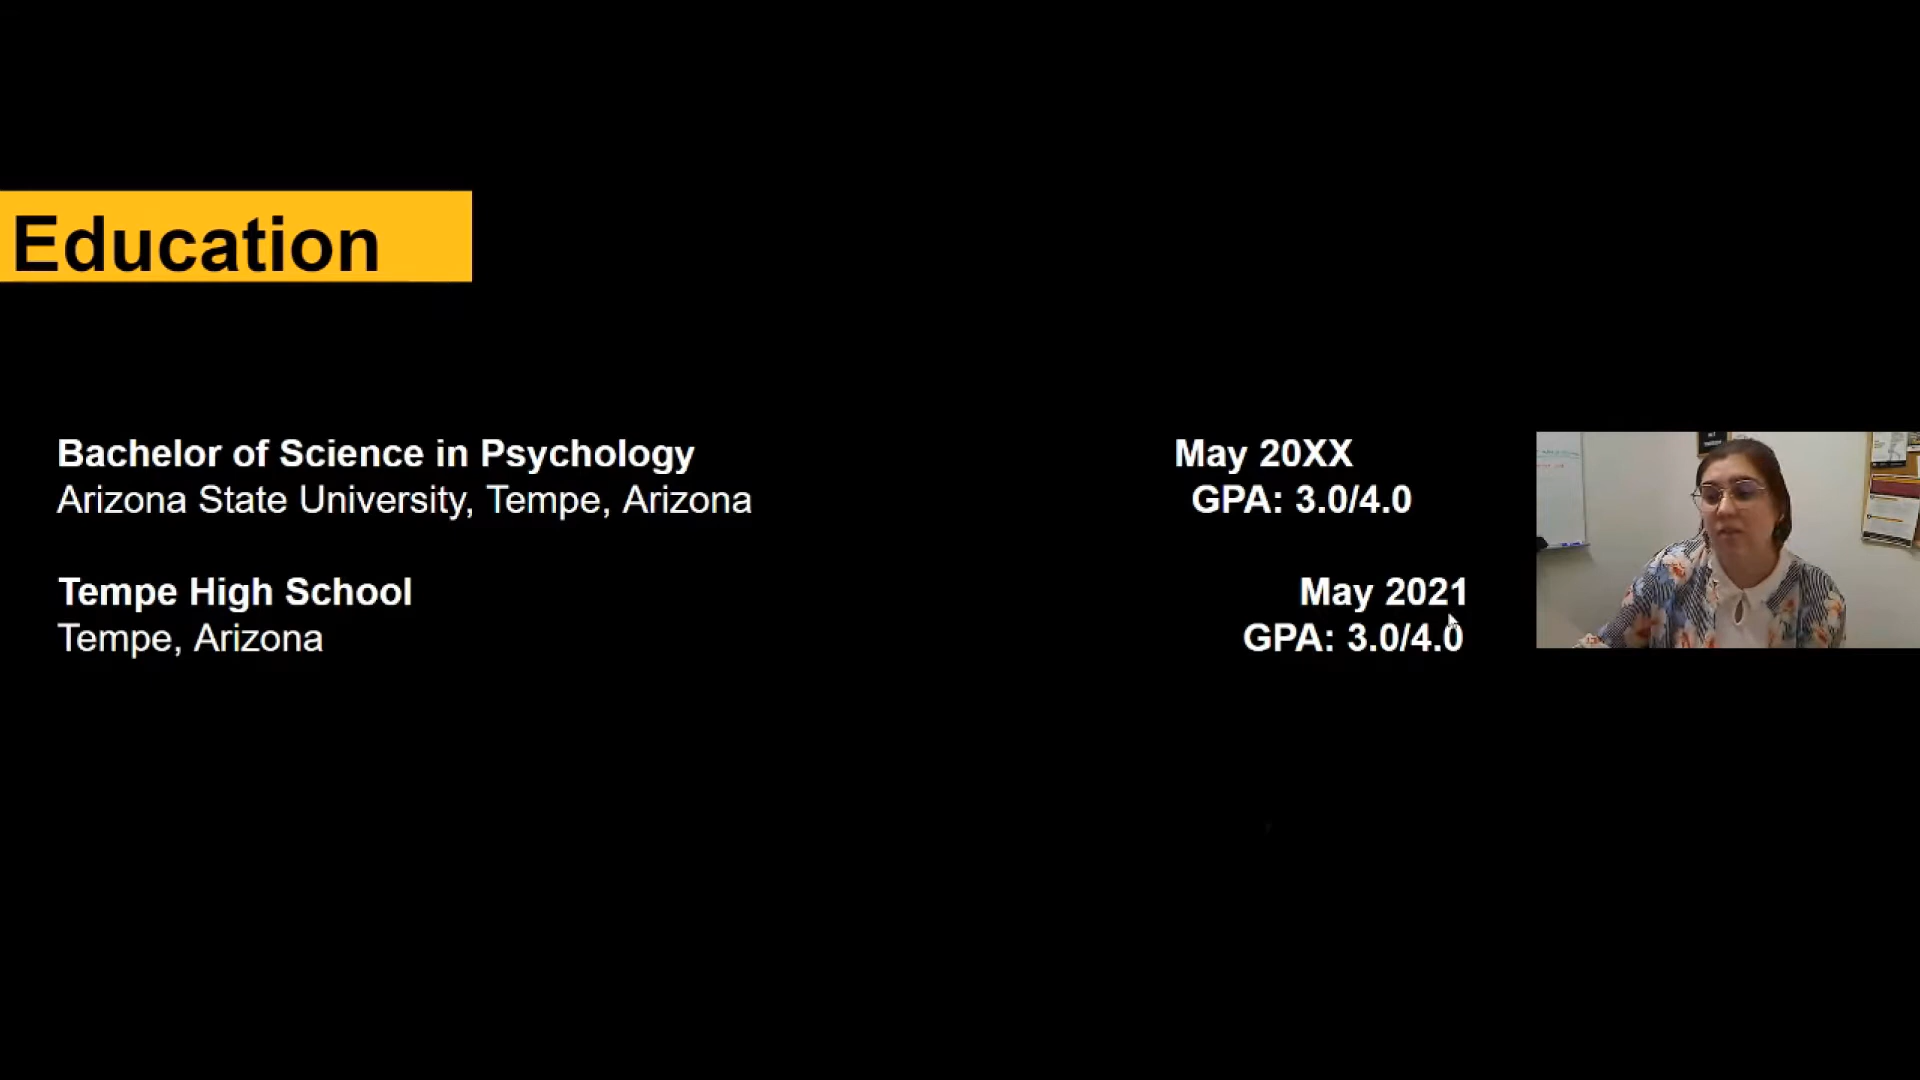 Education
Bachelor of Science in Psychology May 20XX
Arizona State University, Tempe, Arizona GPA: 3.0/4.0
Tempe High School May 2021
Tempe, Arizona GPA: 3.0/4.0